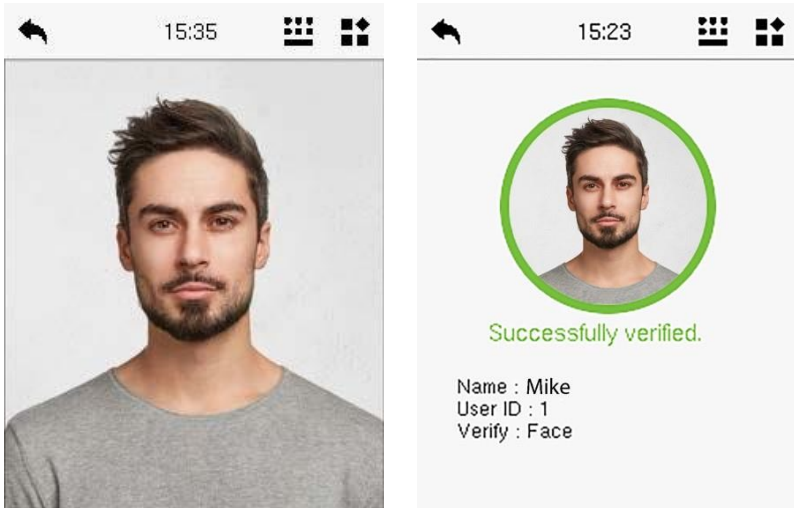 15:35
15:23
Successfully verified.
Name : Mike
User ID : 1
Verify : Face